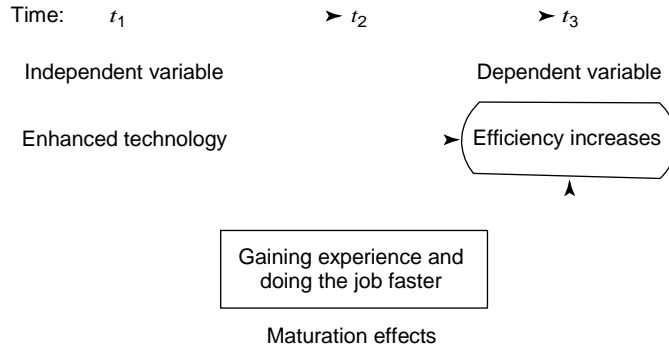 Time: t1 t2 t3
Independent variable Dependent variable
Enhanced technology Efficiency increases
Gaining experience and
doing the job faster
Maturation effects